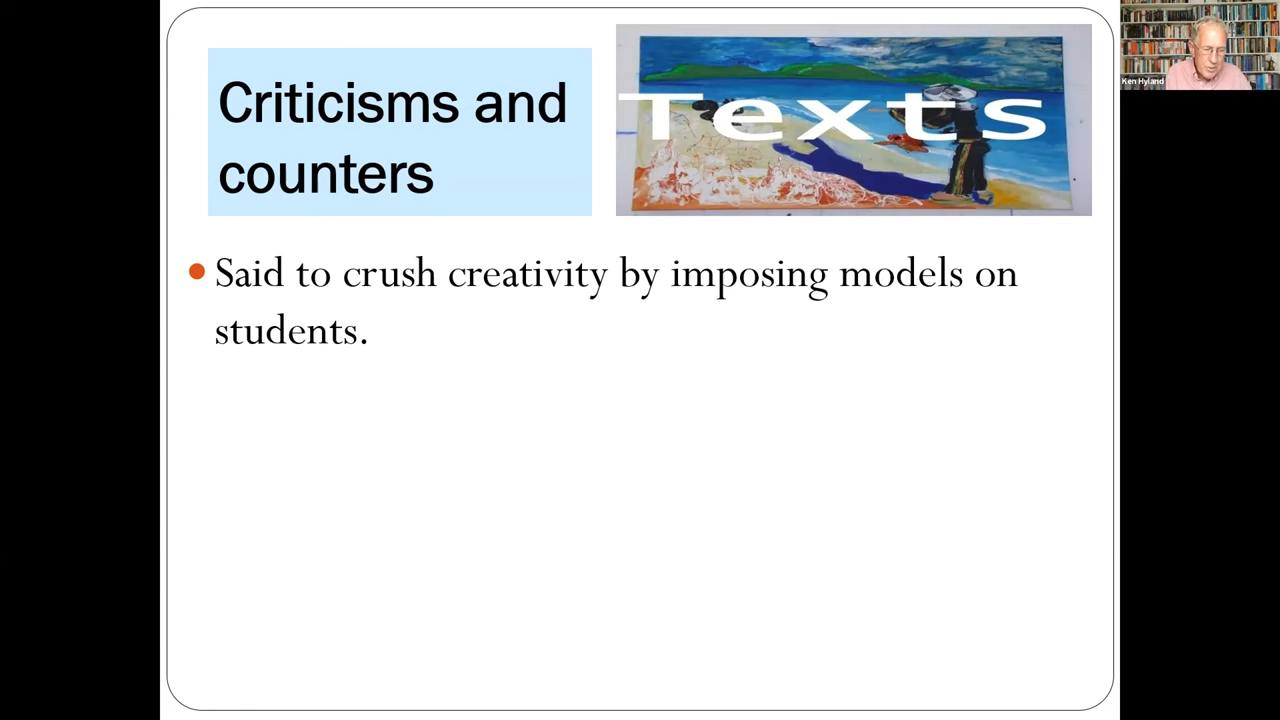 Criticisms and
counters
Texts
Ken Hyland
Said to crush creativity by imposing models on
students.